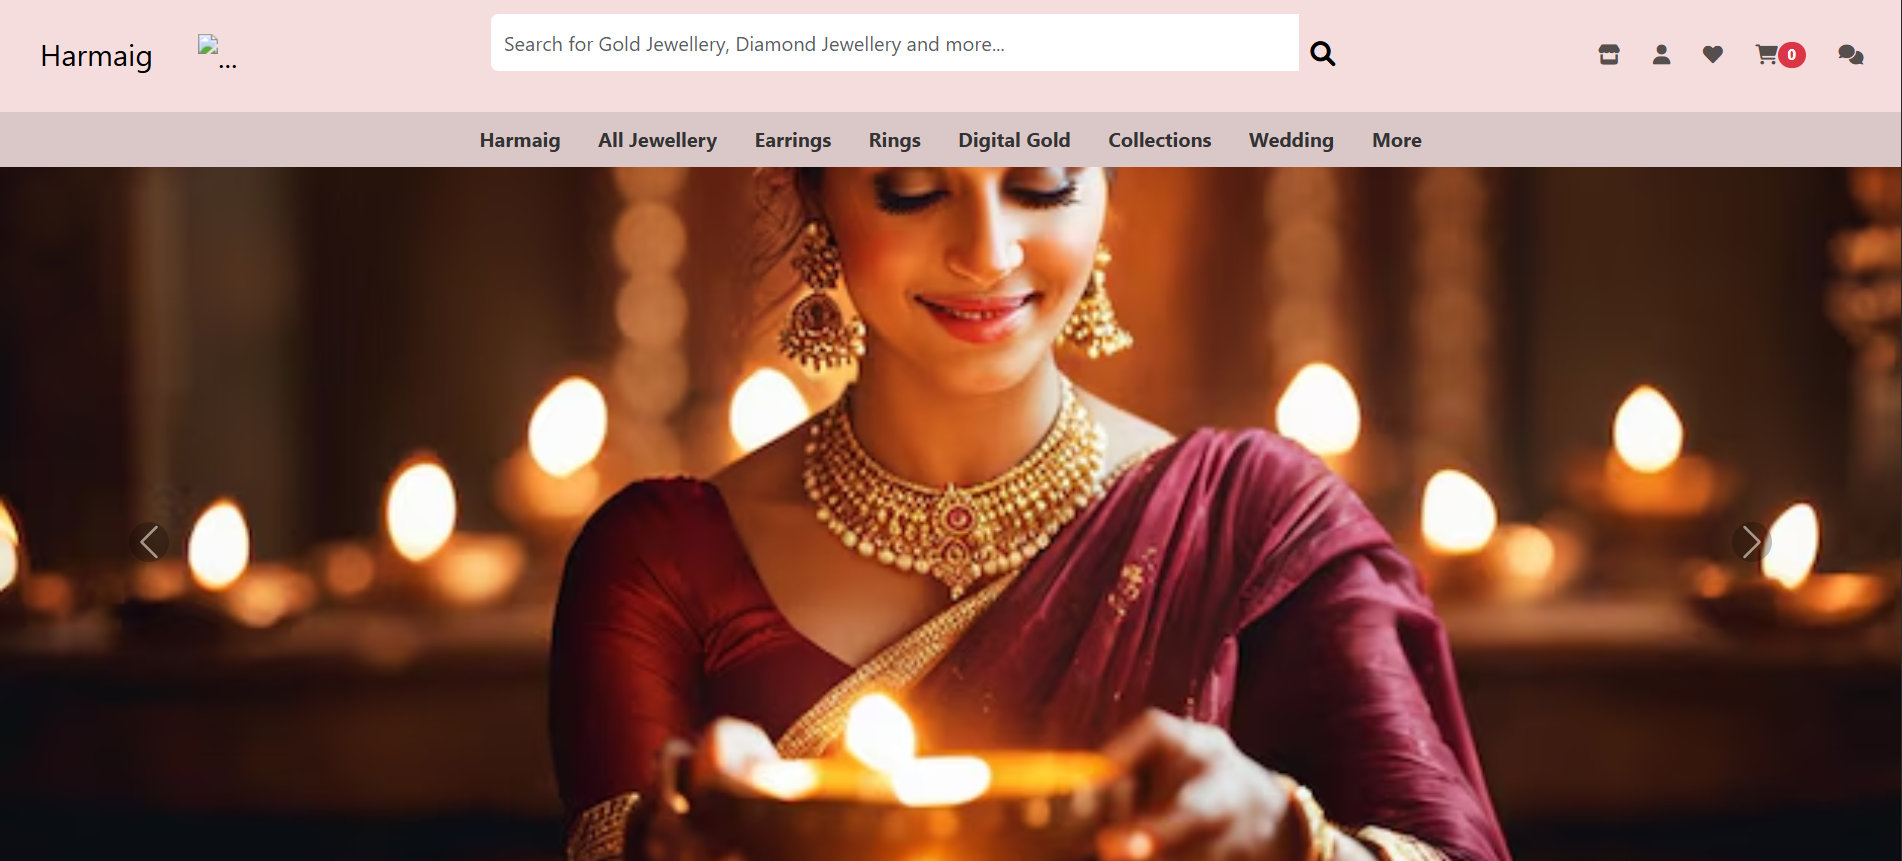 Harmaig ...
Search for Gold Jewellery, Diamond Jewellery and more...
0
Harmaig All Jewellery Earrings Rings Digital Gold Collections Wedding More